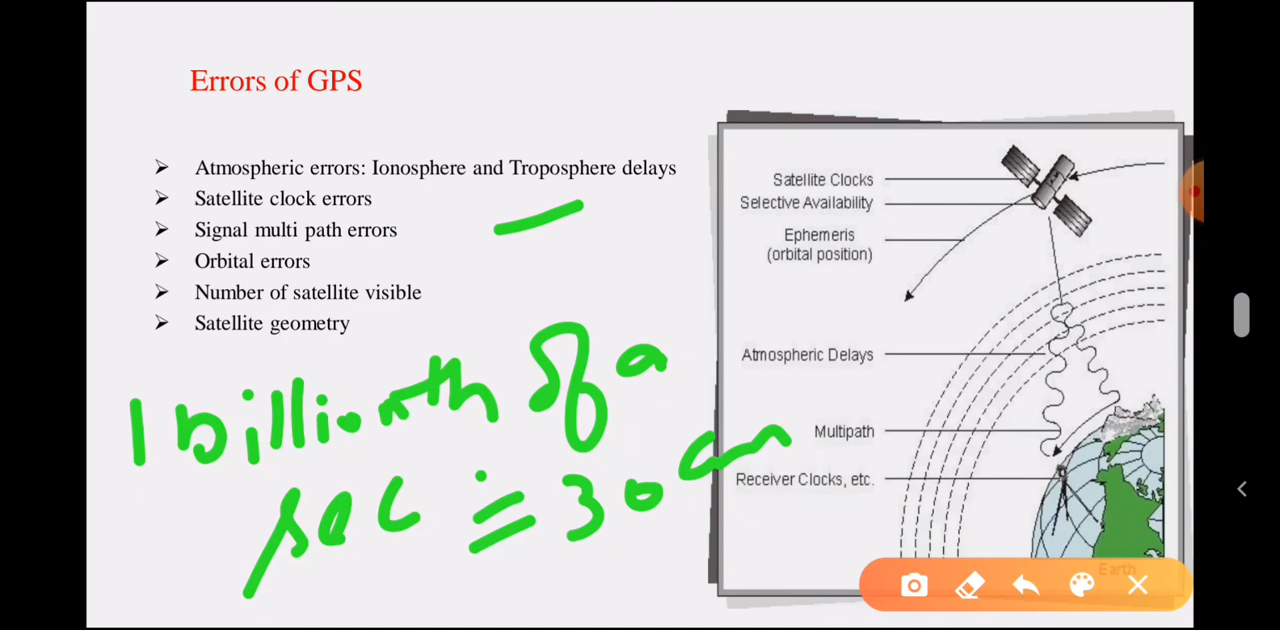 Errors of GPS
Atmospheric errors: Ionosphere and Troposphere delays
Satellite clock errors
Signal multi path errors
Orbital errors
Number of satellite visible
Satellite geometry
1 billionth of a
sec ≐ 30 cm
Satellite Clocks
Selective Availability
Ephemeris
(orbital position)
Atmospheric Delays
Multipath
Receiver Clocks, etc.
Earth